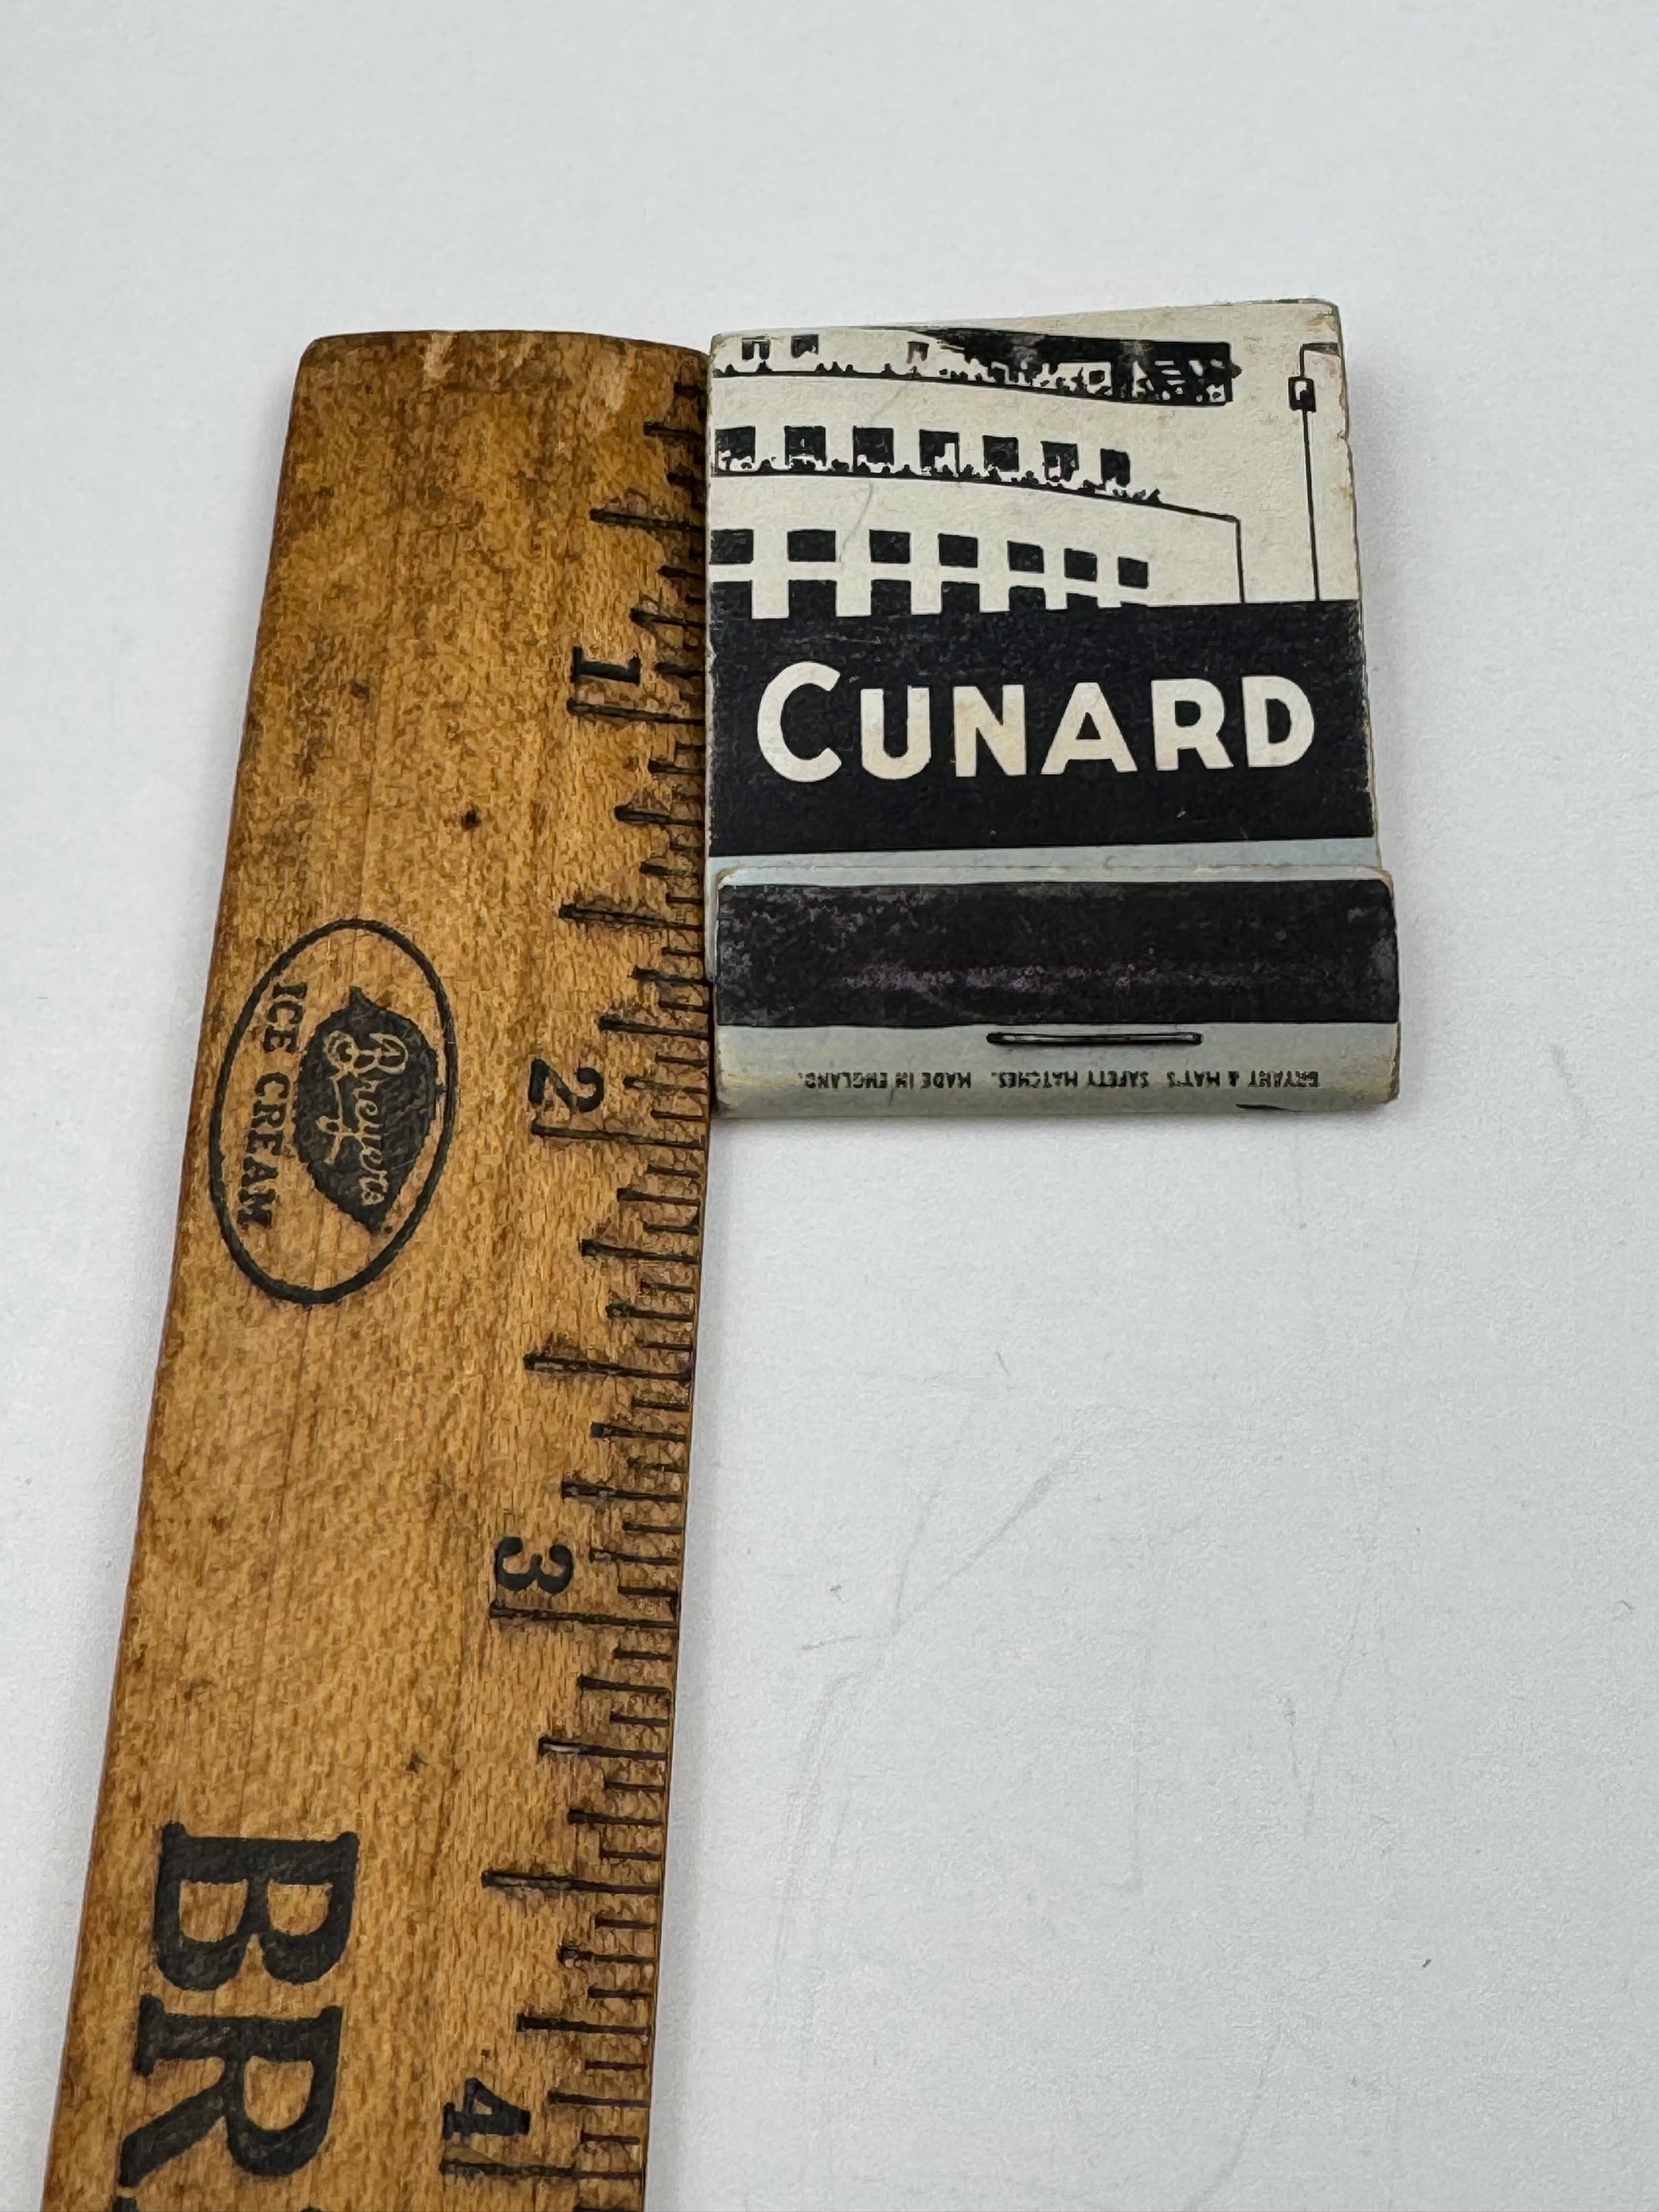 CUNARD
BRYANT & MAY'S SAFETY MATCHES. MADE IN ENGLAND.
1
2
3
4
Breyers
ICE CREAM
BR